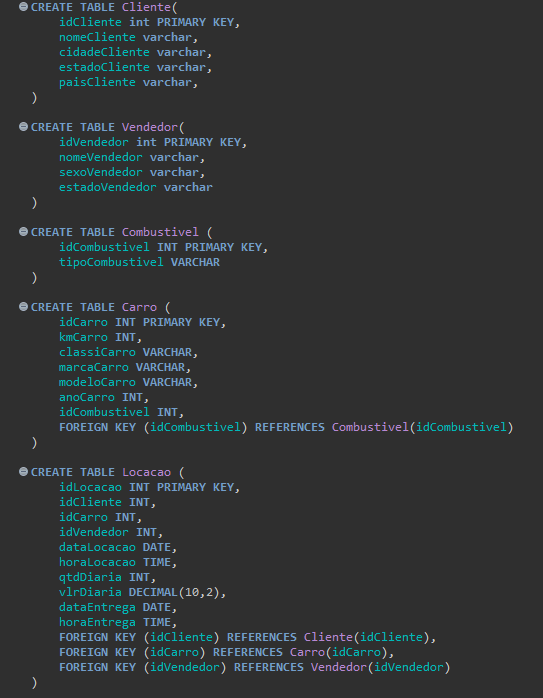 CREATE TABLE Cliente(
idCliente int PRIMARY KEY,
nomeCliente varchar,
cidadeCliente varchar,
estadoCliente varchar,
paisCliente varchar,
)
CREATE TABLE Vendedor(
idVendedor int PRIMARY KEY,
nomeVendedor varchar,
sexoVendedor varchar,
estadoVendedor varchar
)
CREATE TABLE Combustivel (
idCombustivel INT PRIMARY KEY,
tipoCombustivel VARCHAR
)
CREATE TABLE Carro (
idCarro INT PRIMARY KEY,
kmCarro INT,
classiCarro VARCHAR,
marcaCarro VARCHAR,
modeloCarro VARCHAR,
anoCarro INT,
idCombustivel INT,
FOREIGN KEY (idCombustivel) REFERENCES Combustivel(idCombustivel)
)
CREATE TABLE Locacao (
idLocacao INT PRIMARY KEY,
idCliente INT,
idCarro INT,
idVendedor INT,
dataLocacao DATE,
horaLocacao TIME,
qtdDiaria INT,
vlrDiaria DECIMAL(10,2),
dataEntrega DATE,
horaEntrega TIME,
FOREIGN KEY (idCliente) REFERENCES Cliente(idCliente),
FOREIGN KEY (idCarro) REFERENCES Carro(idCarro),
FOREIGN KEY (idVendedor) REFERENCES Vendedor(idVendedor)
)